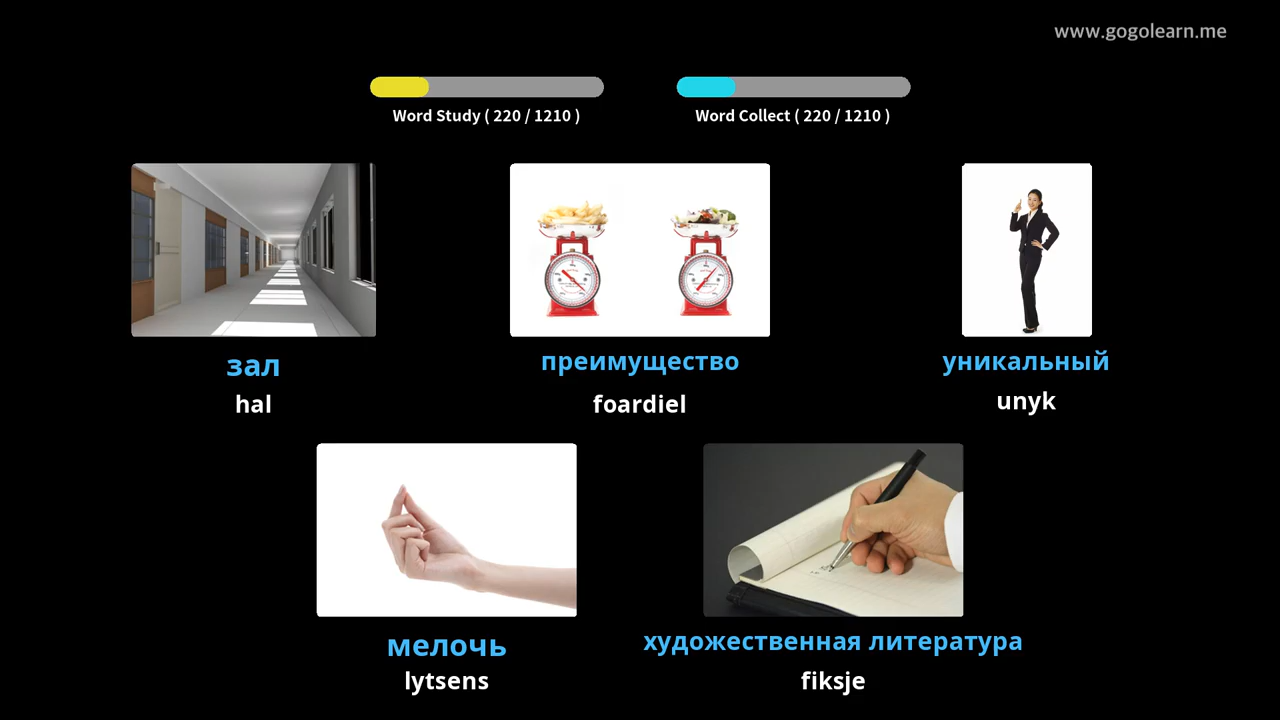 www.gogolearn.me
Word Study ( 220 / 1210 )
Word Collect ( 220 / 1210 )
зал
hal
преимущество
foardiel
уникальный
unyk
мелочь
lytsens
художественная литература
fiksje